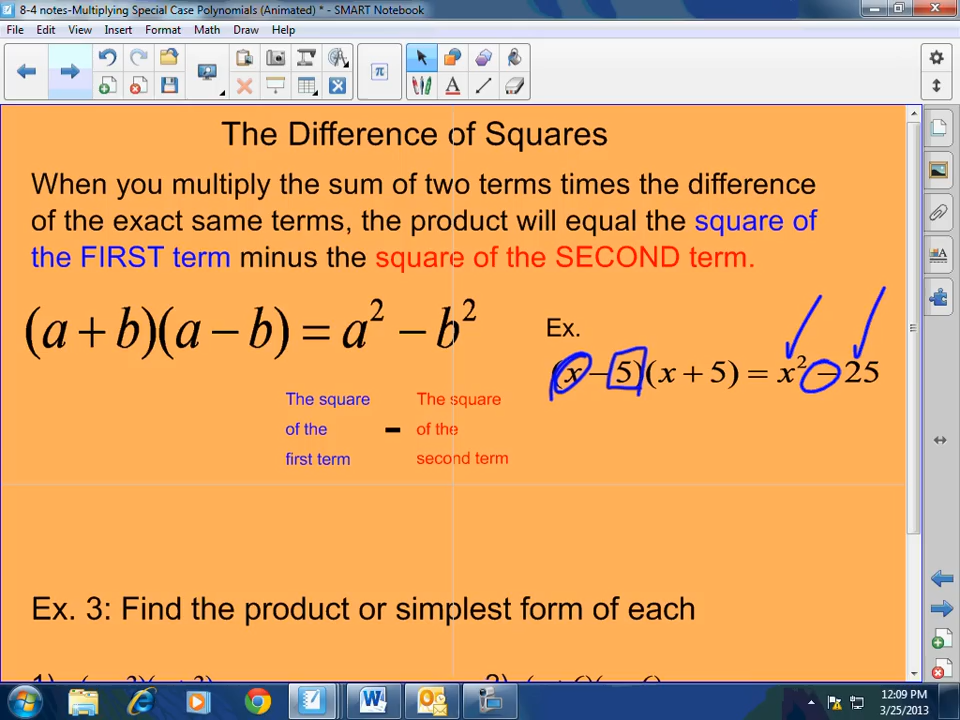 8-4 notes-Multiplying Special Case Polynomials (Animated) * - SMART Notebook
File Edit View Insert Format Math Draw Help
π
The Difference of Squares
When you multiply the sum of two terms times the difference
of the exact same terms, the product will equal the square of
the FIRST term minus the square of the SECOND term.
(a + b)(a − b) = a² − b²
Ex.
(x − 5)(x + 5) = x² − 25
The square
of the
first term
-
The square
of the
second term
Ex. 3: Find the product or simplest form of each
12:09 PM
3/25/2013